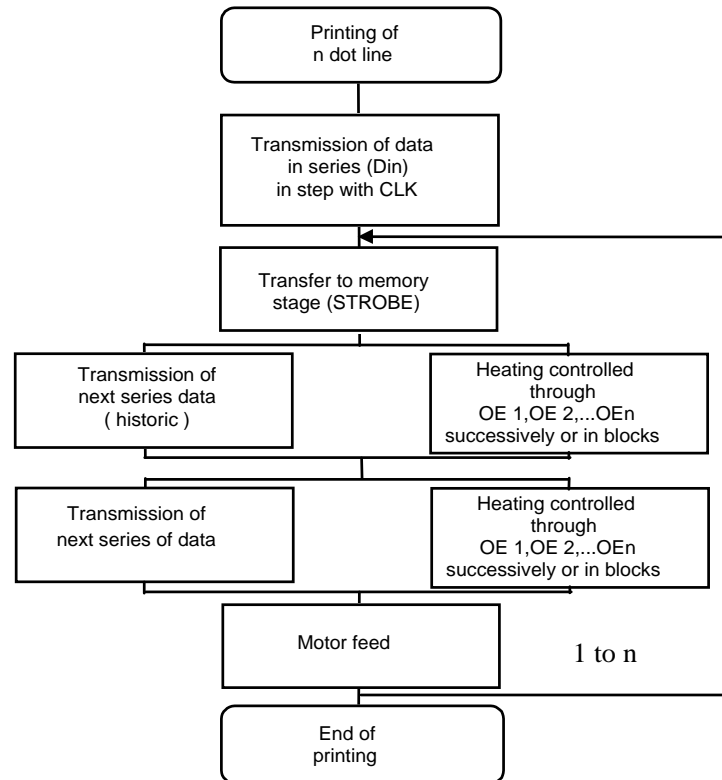 Printing of
n dot line
Transmission of data
in series (Din)
in step with CLK
Transfer to memory
stage (STROBE)
Transmission of
next series data
( historic )
Heating controlled
through
OE 1,OE 2,...OEn
successively or in blocks
Transmission of
next series of data
Heating controlled
through
OE 1,OE 2,...OEn
successively or in blocks
Motor feed
1 to n
End of
printing